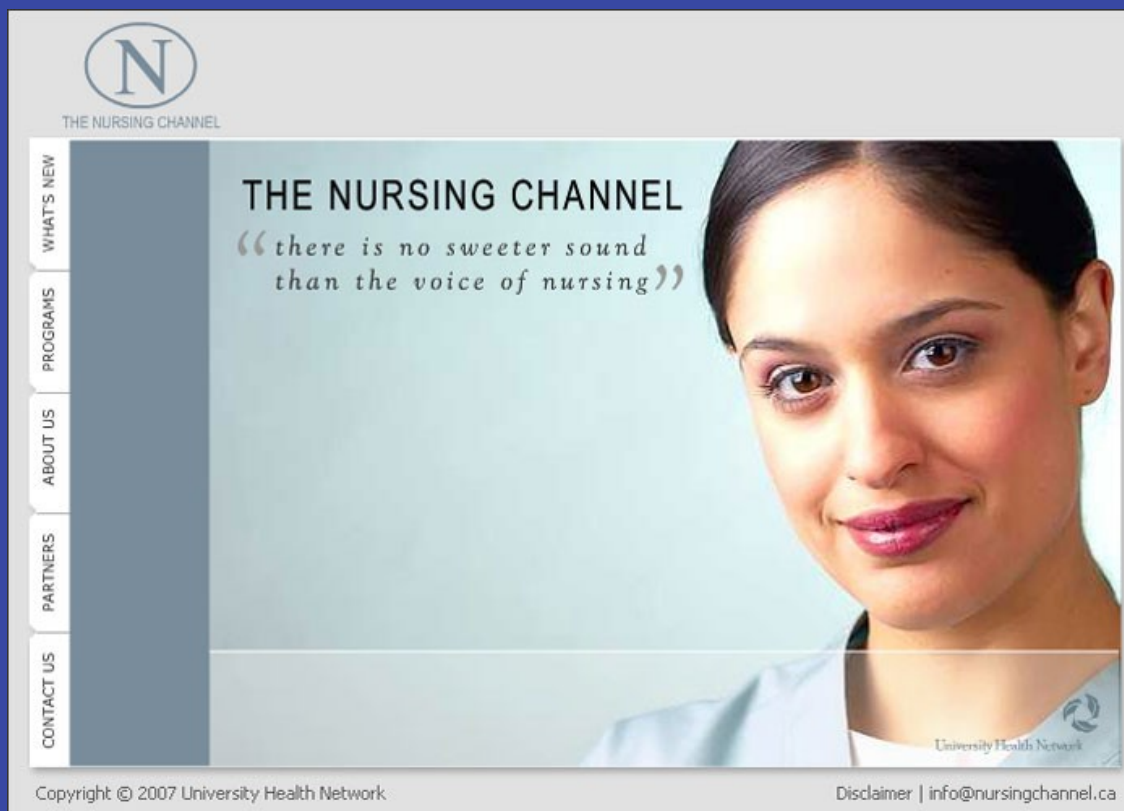 N
THE NURSING CHANNEL
WHAT'S NEW
PROGRAMS
ABOUT US
PARTNERS
CONTACT US
THE NURSING CHANNEL
“there is no sweeter sound
than the voice of nursing”
University Health Network
Copyright © 2007 University Health Network
Disclaimer | info@nursingchannel.ca